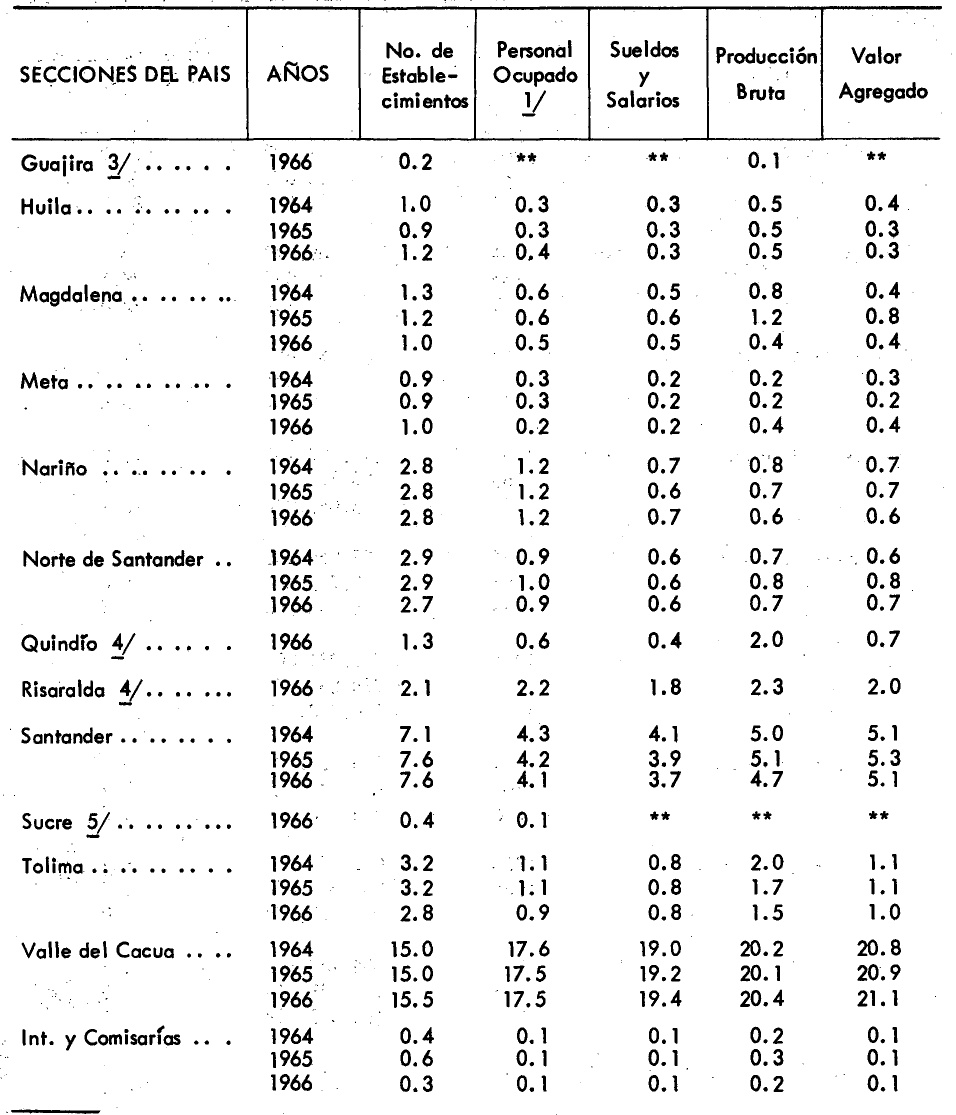 SECCIONES DEL PAIS AÑOS No. de Estable- cimientos Personal Ocupado 1/ Sueldos y Salarios Producción Bruta Valor Agregado
Guajira 3/ . . . . . . 1966 0.2 ** ** 0.1 **
Huila . . . . . . . . . . 1964 1.0 0.3 0.3 0.5 0.4
1965 0.9 0.3 0.3 0.5 0.3
1966 1.2 0.4 0.3 0.5 0.3
Magdalena . . . . . . . . 1964 1.3 0.6 0.5 0.8 0.4
1965 1.2 0.6 0.6 1.2 0.8
1966 1.0 0.5 0.5 0.4 0.4
Meta . . . . . . . . . . 1964 0.9 0.3 0.2 0.2 0.3
1965 0.9 0.3 0.2 0.2 0.2
1966 1.0 0.2 0.2 0.4 0.4
Nariño . . . . . . . . 1964 2.8 1.2 0.7 0.8 0.7
1965 2.8 1.2 0.6 0.7 0.7
1966 2.8 1.2 0.7 0.6 0.6
Norte de Santander . . 1964 2.9 0.9 0.6 0.7 0.6
1965 2.9 1.0 0.6 0.8 0.8
1966 2.7 0.9 0.6 0.7 0.7
Quindío 4/ . . . . . . 1966 1.3 0.6 0.4 2.0 0.7
Risaralda 4/ . . . . . . . 1966 2.1 2.2 1.8 2.3 2.0
Santander . . . . . . . . 1964 7.1 4.3 4.1 5.0 5.1
1965 7.6 4.2 3.9 5.1 5.3
1966 7.6 4.1 3.7 4.7 5.1
Sucre 5/ . . . . . . . . . 1966 0.4 0.1 ** ** **
Tolima . . . . . . . . . . 1964 3.2 1.1 0.8 2.0 1.1
1965 3.2 1.1 0.8 1.7 1.1
1966 2.8 0.9 0.8 1.5 1.0
Valle del Cacua . . . . 1964 15.0 17.6 19.0 20.2 20.8
1965 15.0 17.5 19.2 20.1 20.9
1966 15.5 17.5 19.4 20.4 21.1
Int. y Comisarías . . . 1964 0.4 0.1 0.1 0.2 0.1
1965 0.6 0.1 0.1 0.3 0.1
1966 0.3 0.1 0.1 0.2 0.1